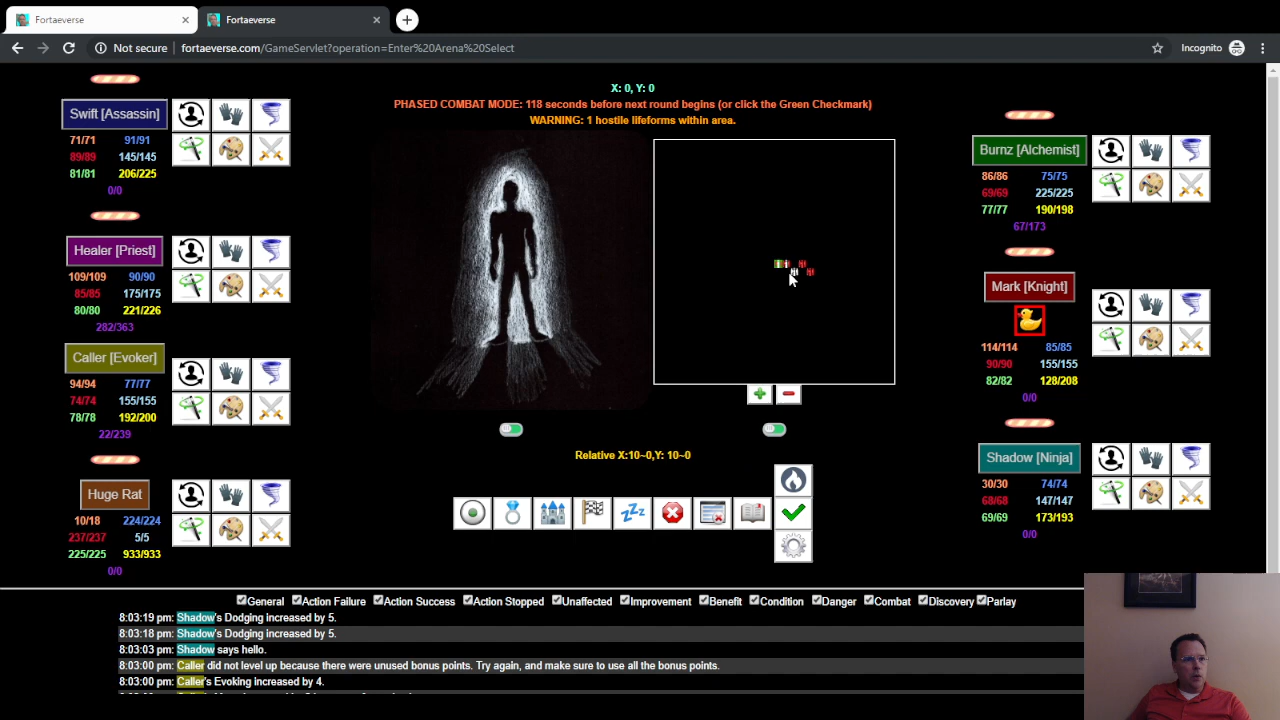 Fortaeverse
Fortaeverse
Not secure
fortaeverse.com/GameServlet?operation=Enter%20Arena%20Select
Incognito
X: 0, Y: 0
PHASED COMBAT MODE: 118 seconds before next round begins (or click the Green Checkmark)
WARNING: 1 hostile lifeforms within area.
Swift [Assassin]
71/71 91/91
89/89 145/145
81/81 206/225
0/0
Healer [Priest]
109/109 90/90
85/85 175/175
80/80 221/226
282/363
Caller [Evoker]
94/94 77/77
74/74 155/155
78/78 192/200
22/239
Huge Rat
10/18 224/224
237/237 5/5
225/225 933/933
0/0
Burnz [Alchemist]
86/86 75/75
69/69 225/225
77/77 190/198
67/173
Mark [Knight]
114/114 85/85
90/90 155/155
82/82 128/208
0/0
Shadow [Ninja]
30/30 74/74
68/68 147/147
69/69 173/193
0/0
Relative X:10~0,Y: 10~0
General Action Failure Action Success Action Stopped Unaffected Improvement Benefit Condition Danger Combat Discovery Parlay
8:03:19 pm: Shadow's Dodging increased by 5.
8:03:18 pm: Shadow's Dodging increased by 5.
8:03:03 pm: Shadow says hello.
8:03:00 pm: Caller did not level up because there were unused bonus points. Try again, and make sure to use all the bonus points.
8:03:00 pm: Caller's Evoking increased by 4.